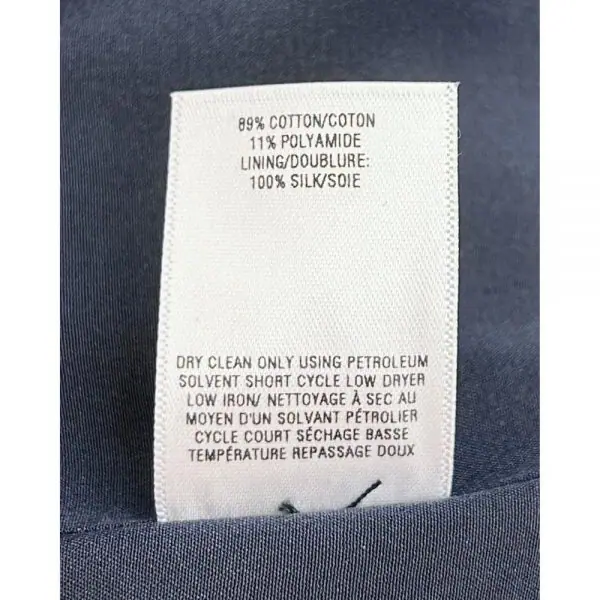 89% COTTON/COTON
11% POLYAMIDE
LINING/DOUBLURE:
100% SILK/SOIE
DRY CLEAN ONLY USING PETROLEUM
SOLVENT SHORT CYCLE LOW DRYER
LOW IRON/ NETTOYAGE À SEC AU
MOYEN D'UN SOLVANT PÉTROLIER
CYCLE COURT SÉCHAGE BASSE
TEMPÉRATURE REPASSAGE DOUX